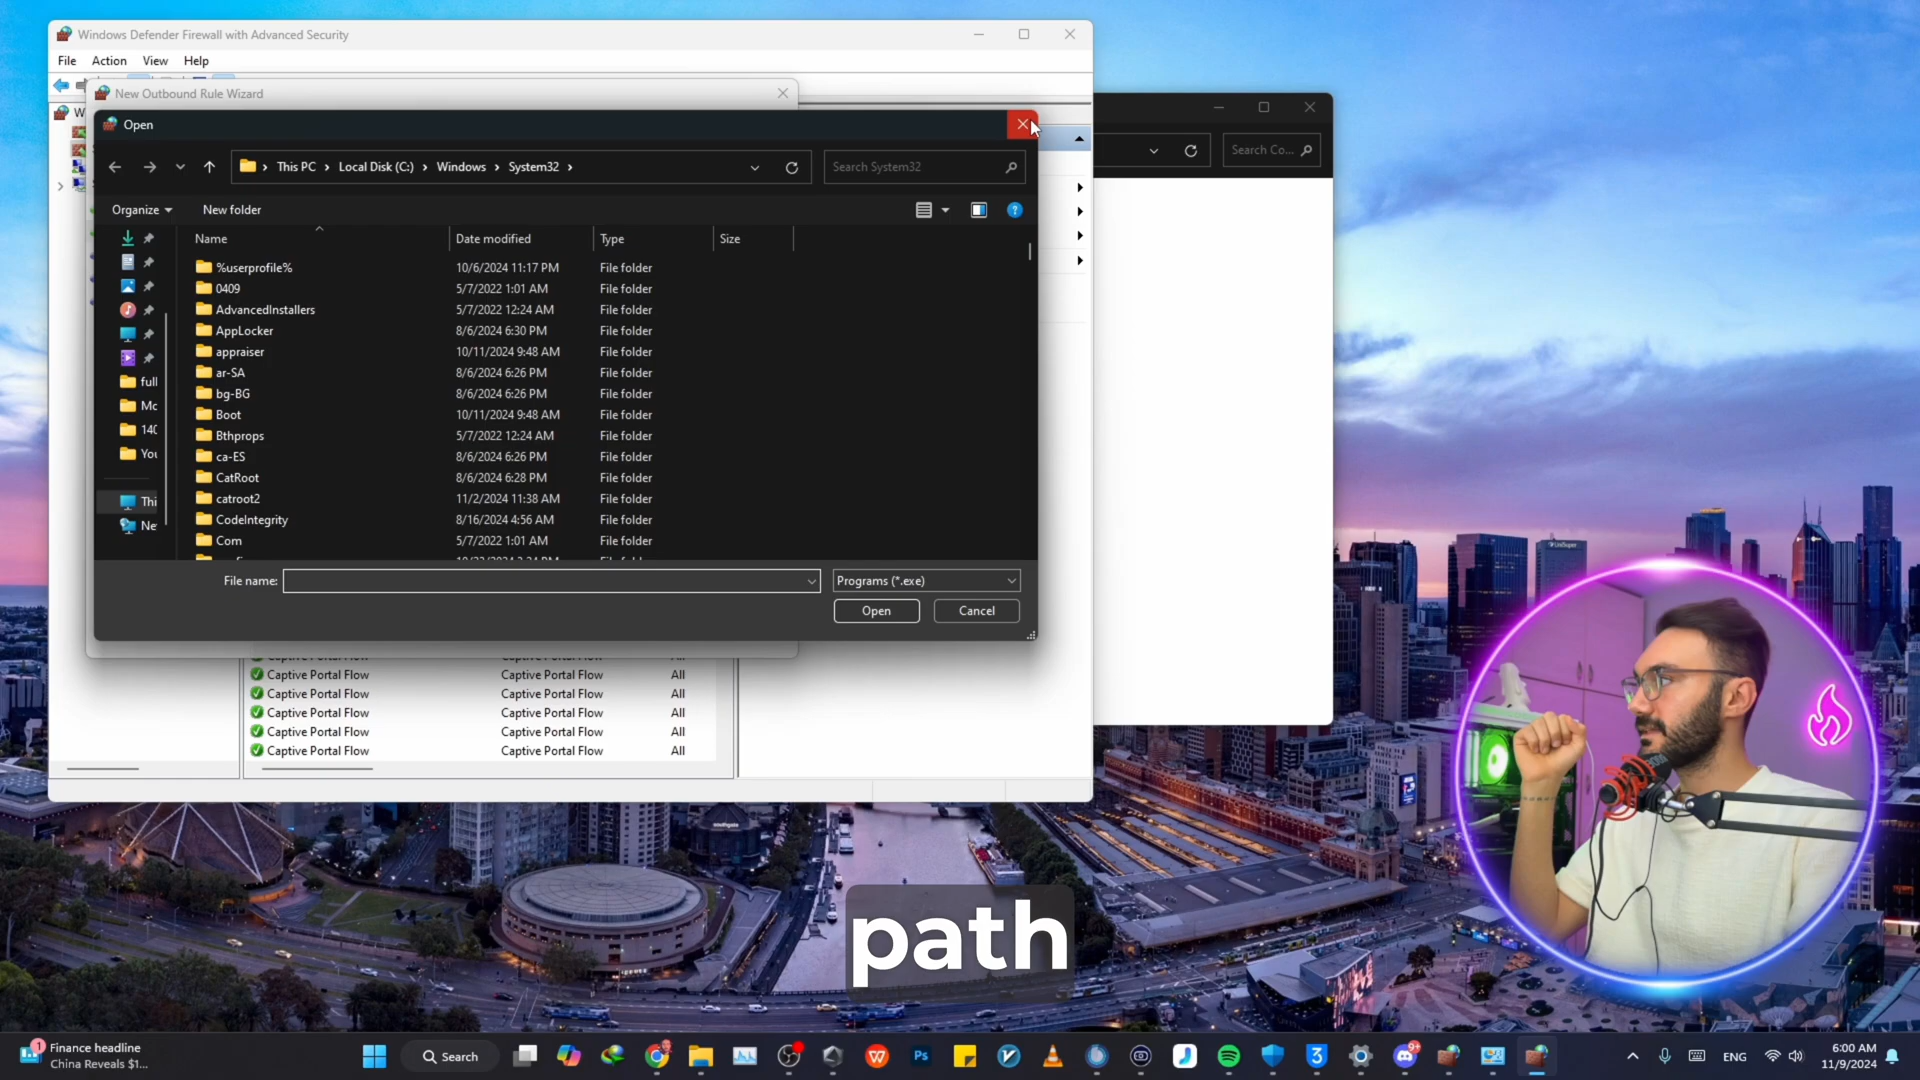 Windows Defender Firewall with Advanced Security
File Action View Help
New Outbound Rule Wizard
W
Open
This PC Local Disk (C:) Windows System32
Search System32
Search Co...
Organize New folder
Name Date modified Type Size
%userprofile% 10/6/2024 11:17 PM File folder
0409 5/7/2022 1:01 AM File folder
AdvancedInstallers 5/7/2022 12:24 AM File folder
AppLocker 8/6/2024 6:30 PM File folder
appraiser 10/11/2024 9:48 AM File folder
ar-SA 8/6/2024 6:26 PM File folder
bg-BG 8/6/2024 6:26 PM File folder
Boot 10/11/2024 9:48 AM File folder
Bthprops 5/7/2022 12:24 AM File folder
ca-ES 8/6/2024 6:26 PM File folder
CatRoot 8/6/2024 6:28 PM File folder
catroot2 11/2/2024 11:38 AM File folder
CodeIntegrity 8/16/2024 4:56 AM File folder
Com 5/7/2022 1:01 AM File folder
full
Mc
140
You
Thi
Ne
File name:
Programs (*.exe)
Open Cancel
Captive Portal Flow Captive Portal Flow All
Captive Portal Flow Captive Portal Flow All
Captive Portal Flow Captive Portal Flow All
Captive Portal Flow Captive Portal Flow All
Captive Portal Flow Captive Portal Flow All
path
1
Finance headline
China Reveals $1...
Search
Ps
9+
ENG
6:00 AM
11/9/2024